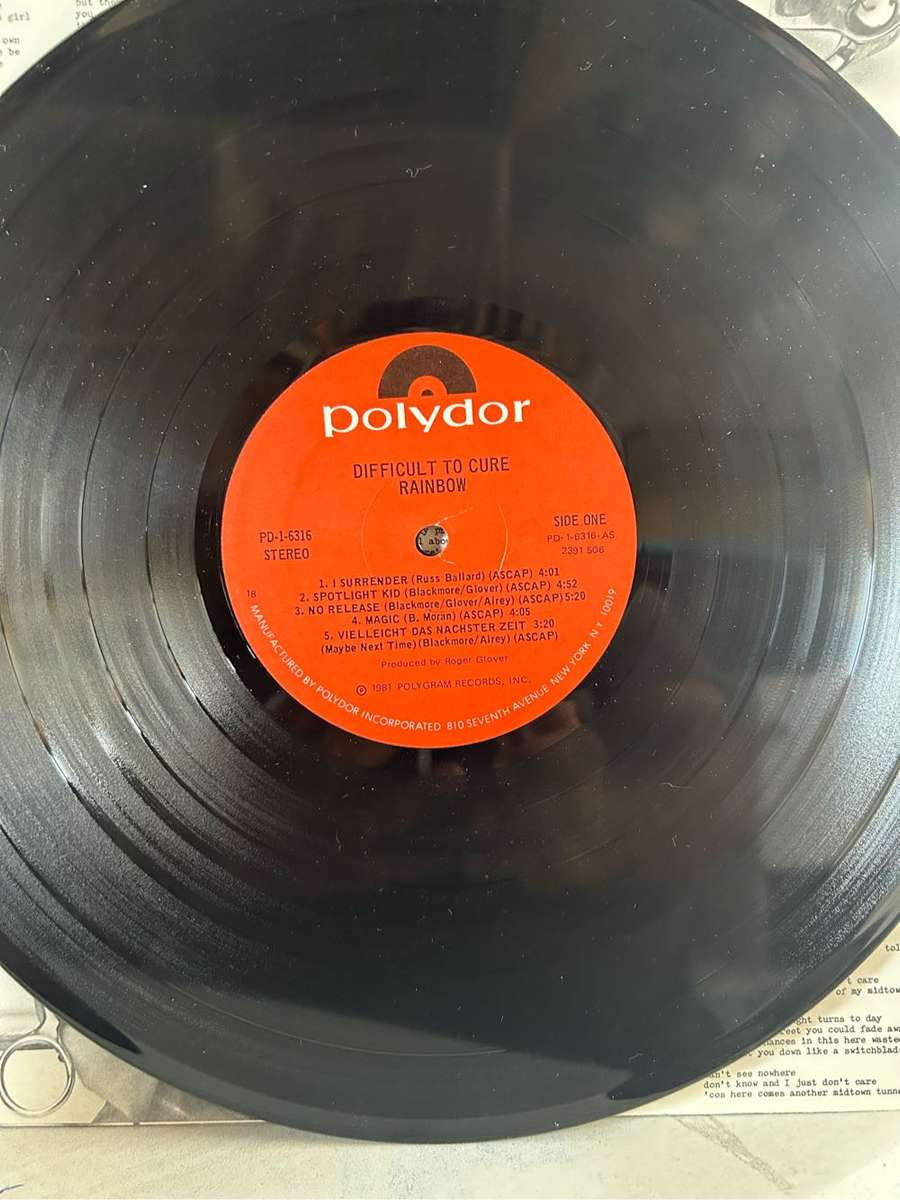 girl
own
be
you
polydor
DIFFICULT TO CURE
RAINBOW
PD-1-6316
STEREO
SIDE ONE
PD-1-6316-AS
2391 506
1. I SURRENDER (Russ Ballard) (ASCAP) 4:01
2. SPOTLIGHT KID (Blackmore/Glover) (ASCAP) 4:52
3. NO RELEASE (Blackmore/Glover/Airey) (ASCAP) 5:20
4. MAGIC (B. Moran) (ASCAP) 4:05
5. VIELLEICHT DAS NACHSTER ZEIT 3:20
(Maybe Next Time) (Blackmore/Airey) (ASCAP)
18
Produced by Roger Glover
© 1981 POLYGRAM RECORDS, INC.
MANUFACTURED BY POLYDOR INCORPORATED 810 SEVENTH AVENUE NEW YORK N Y 10019
't care
of my midtow
ght turns to day
eet you could fade awa
ances in this here waste
t you down like a switchblade
an't see nowhere
don't know and I just don't care
'cos here comes another midtown tunne